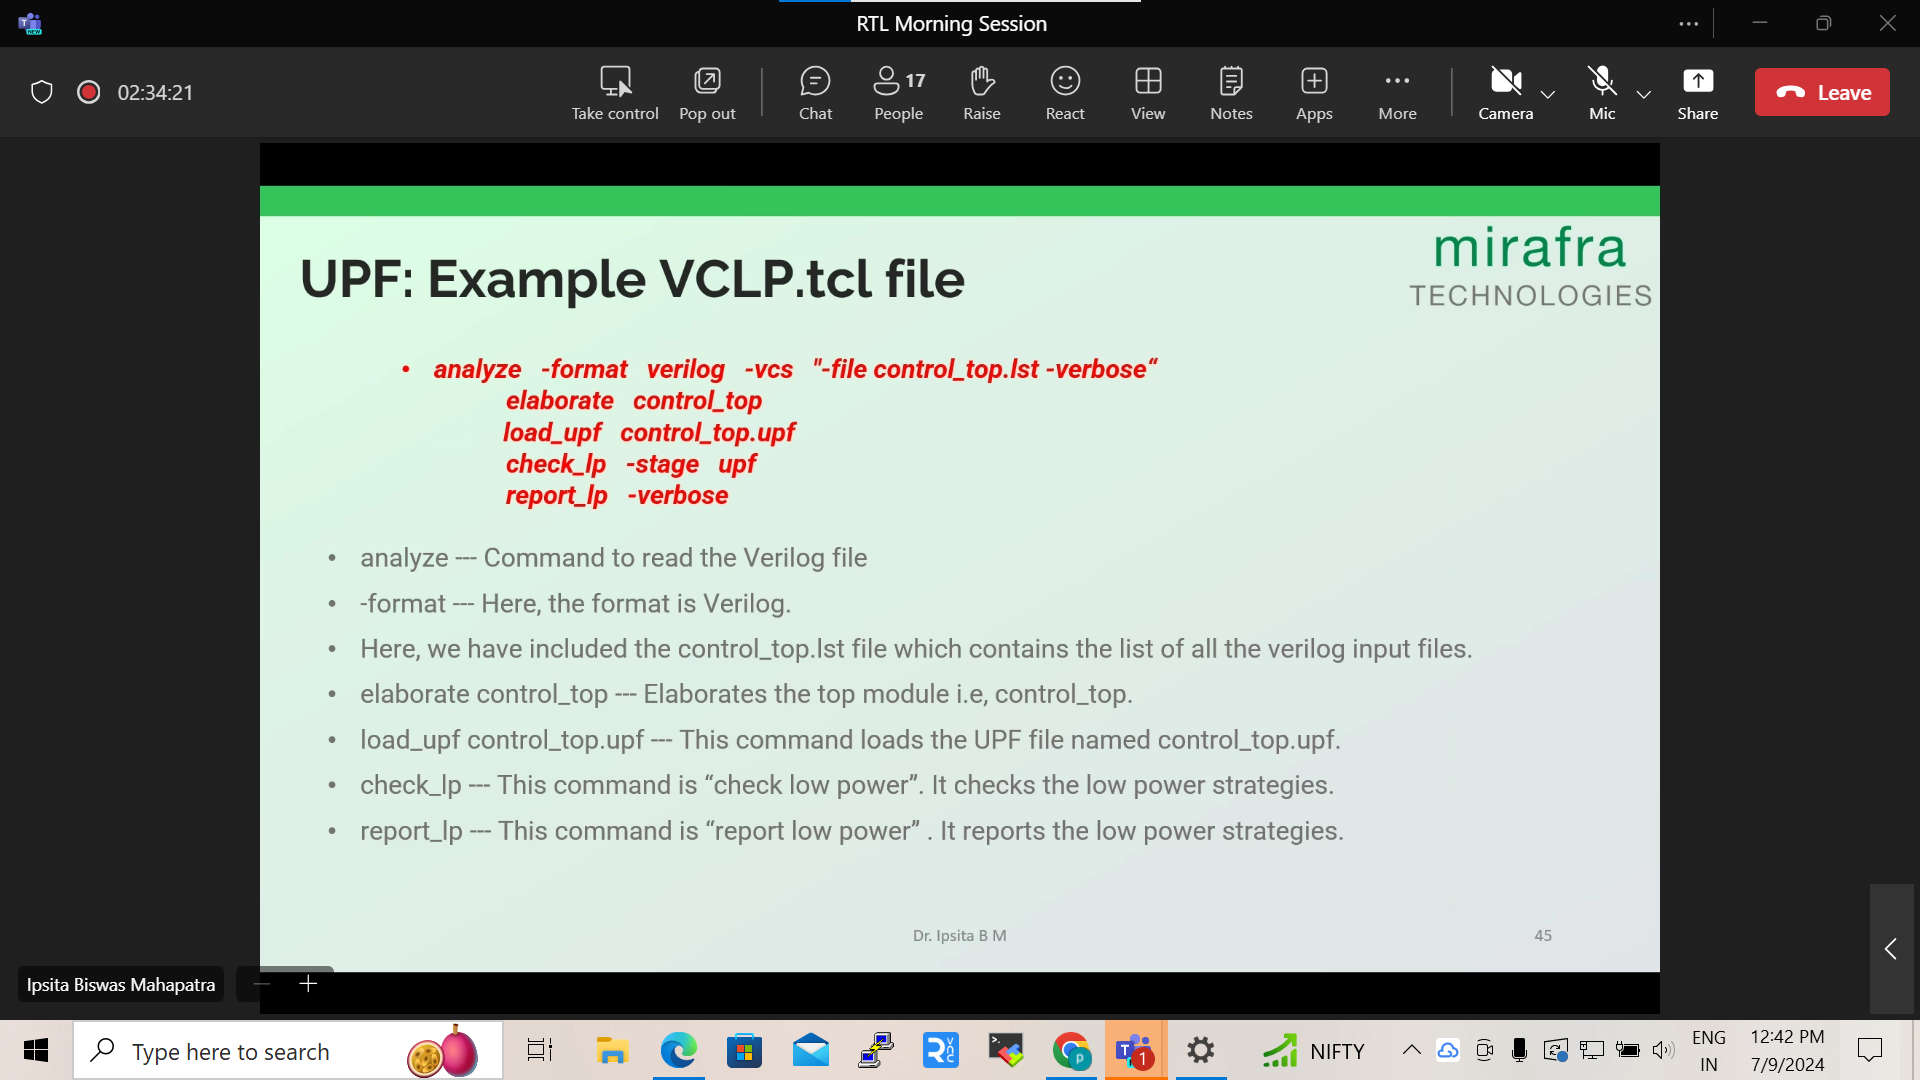 RTL Morning Session
02:34:21
Take control
Pop out
Chat
17
People
Raise
React
View
Notes
Apps
More
Camera
Mic
Share
Leave
mirafra
TECHNOLOGIES
UPF: Example VCLP.tcl file
• analyze -format verilog -vcs "-file control_top.lst -verbose“
elaborate control_top
load_upf control_top.upf
check_lp -stage upf
report_lp -verbose
• analyze --- Command to read the Verilog file
• -format --- Here, the format is Verilog.
• Here, we have included the control_top.lst file which contains the list of all the verilog input files.
• elaborate control_top --- Elaborates the top module i.e, control_top.
• load_upf control_top.upf --- This command loads the UPF file named control_top.upf.
• check_lp --- This command is “check low power”. It checks the low power strategies.
• report_lp --- This command is “report low power” . It reports the low power strategies.
Dr. Ipsita B M
45
Ipsita Biswas Mahapatra
Type here to search
NIFTY
ENG
IN
12:42 PM
7/9/2024